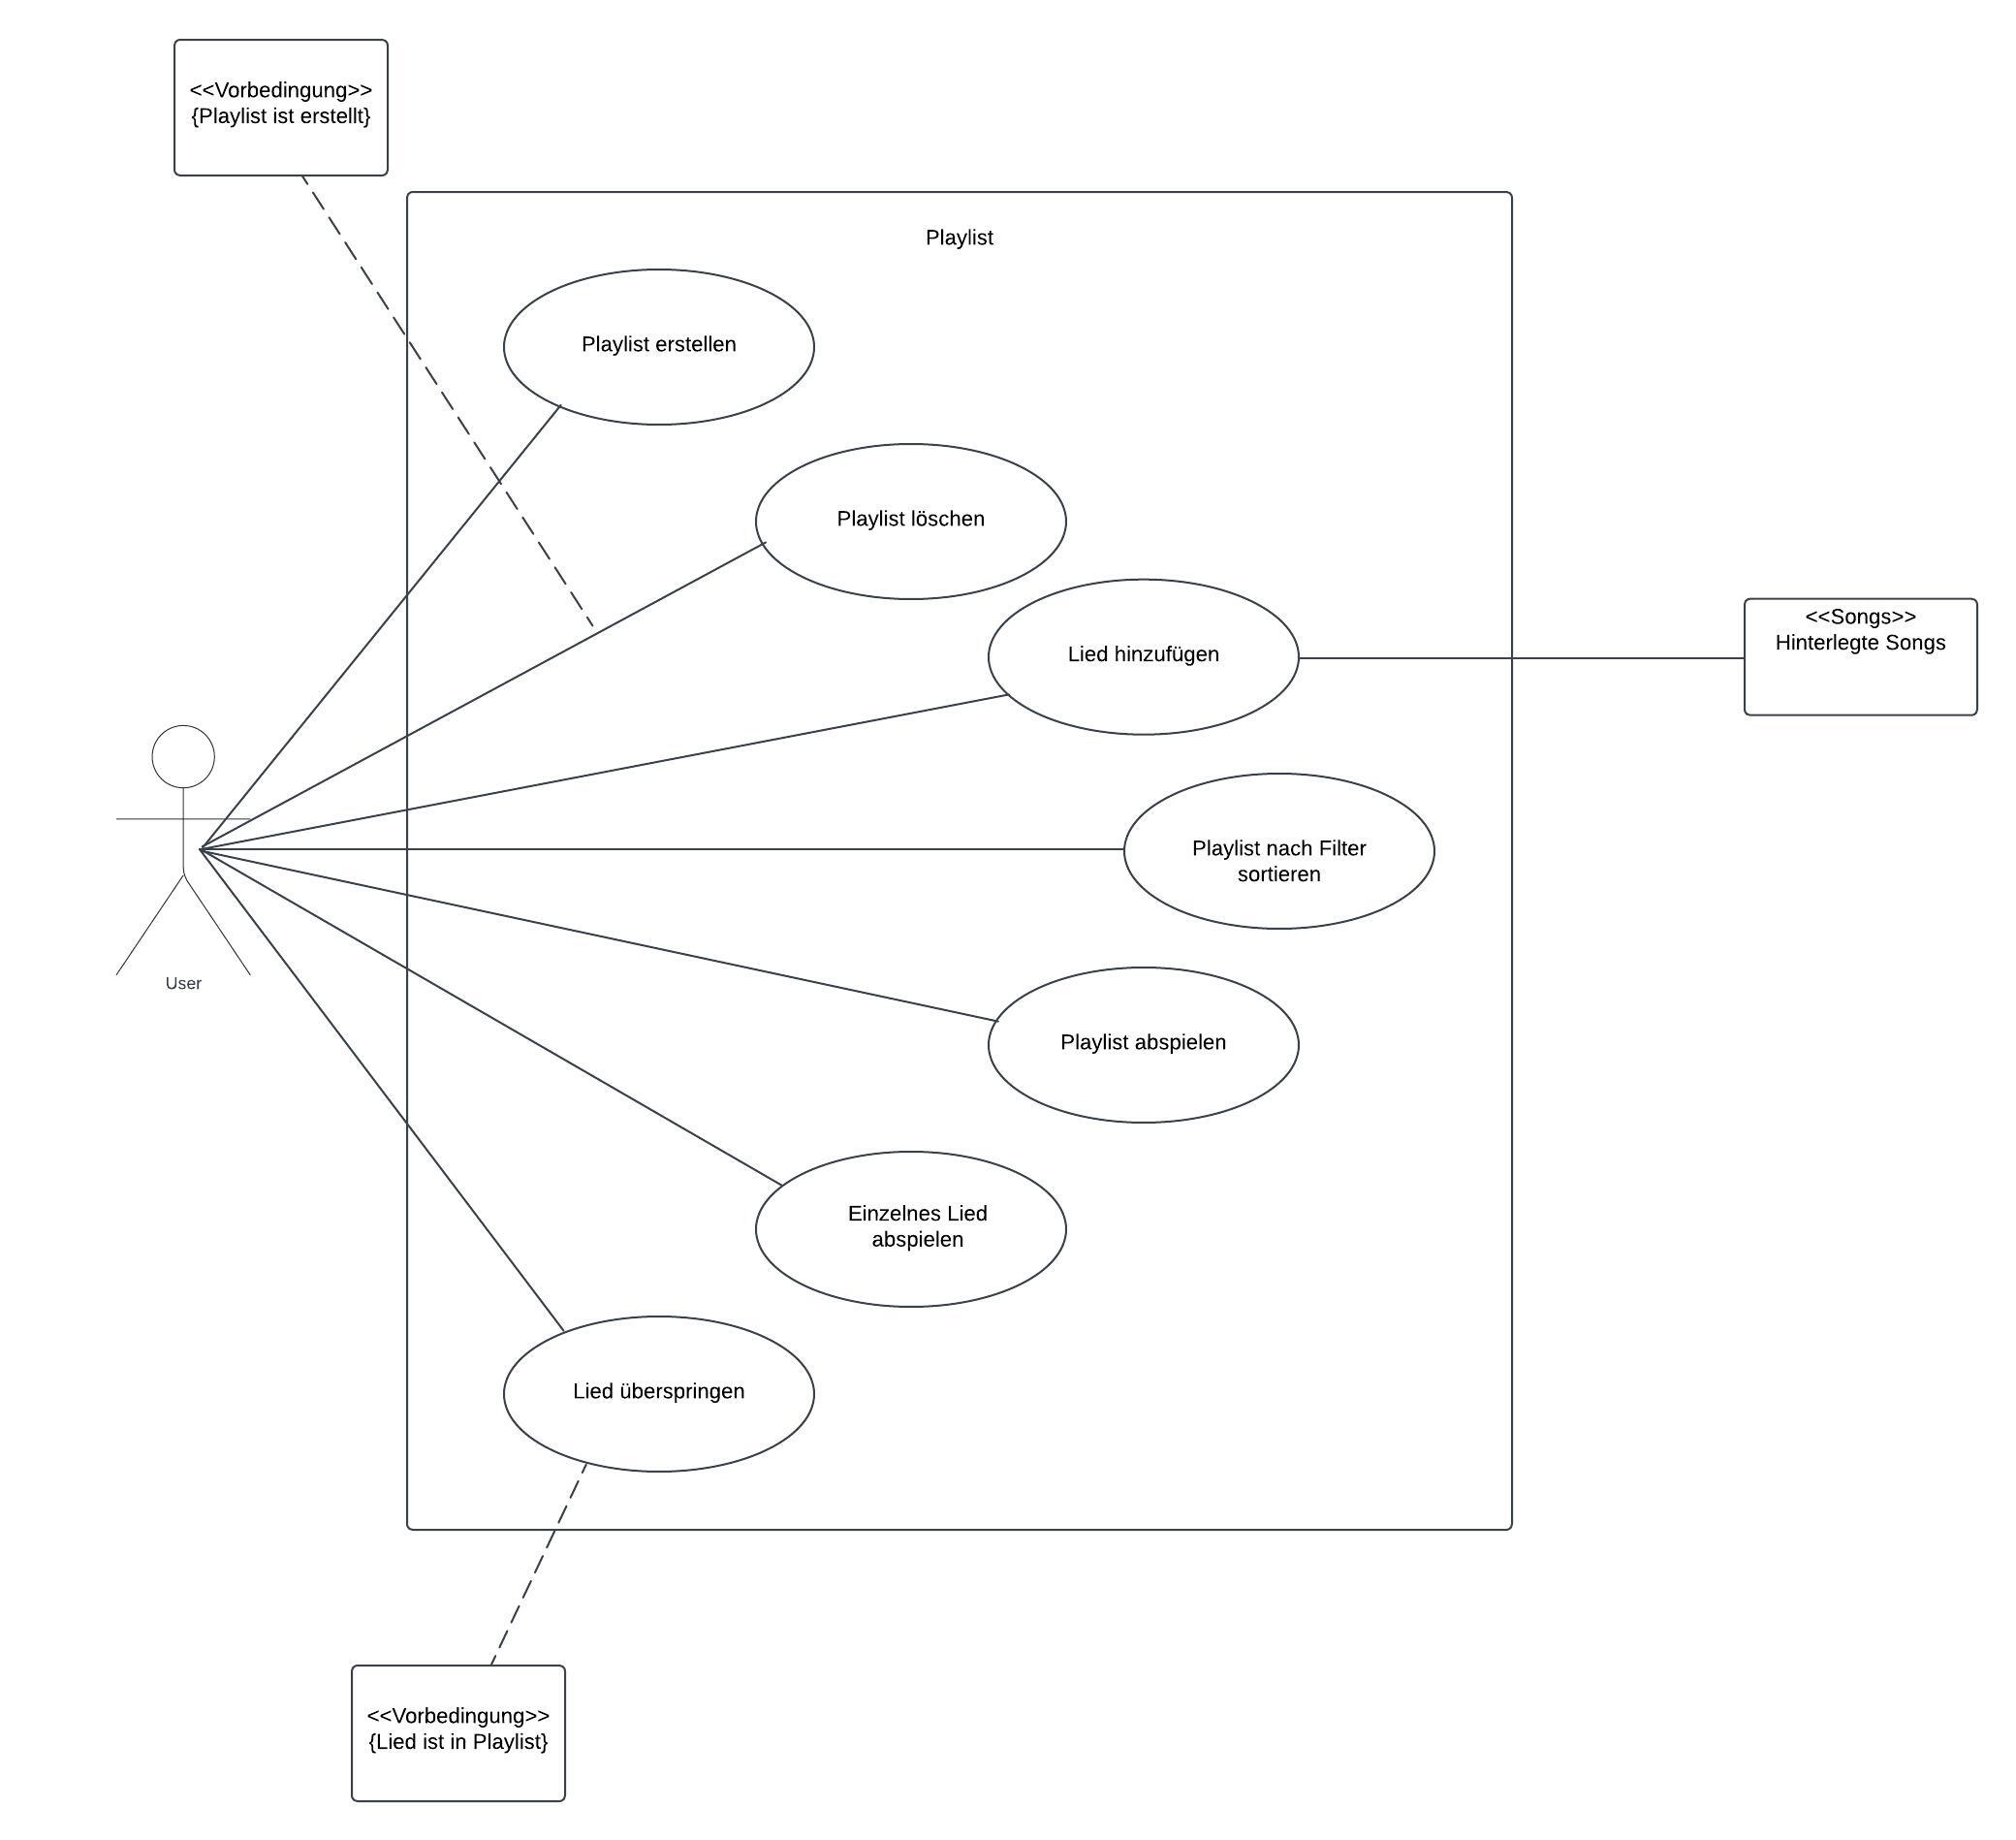 <<Vorbedingung>>
{Playlist ist erstellt}
Playlist
Playlist erstellen
Playlist löschen
Lied hinzufügen
<<Songs>>
Hinterlegte Songs
Playlist nach Filter
sortieren
User
Playlist abspielen
Einzelnes Lied
abspielen
Lied überspringen
<<Vorbedingung>>
{Lied ist in Playlist}